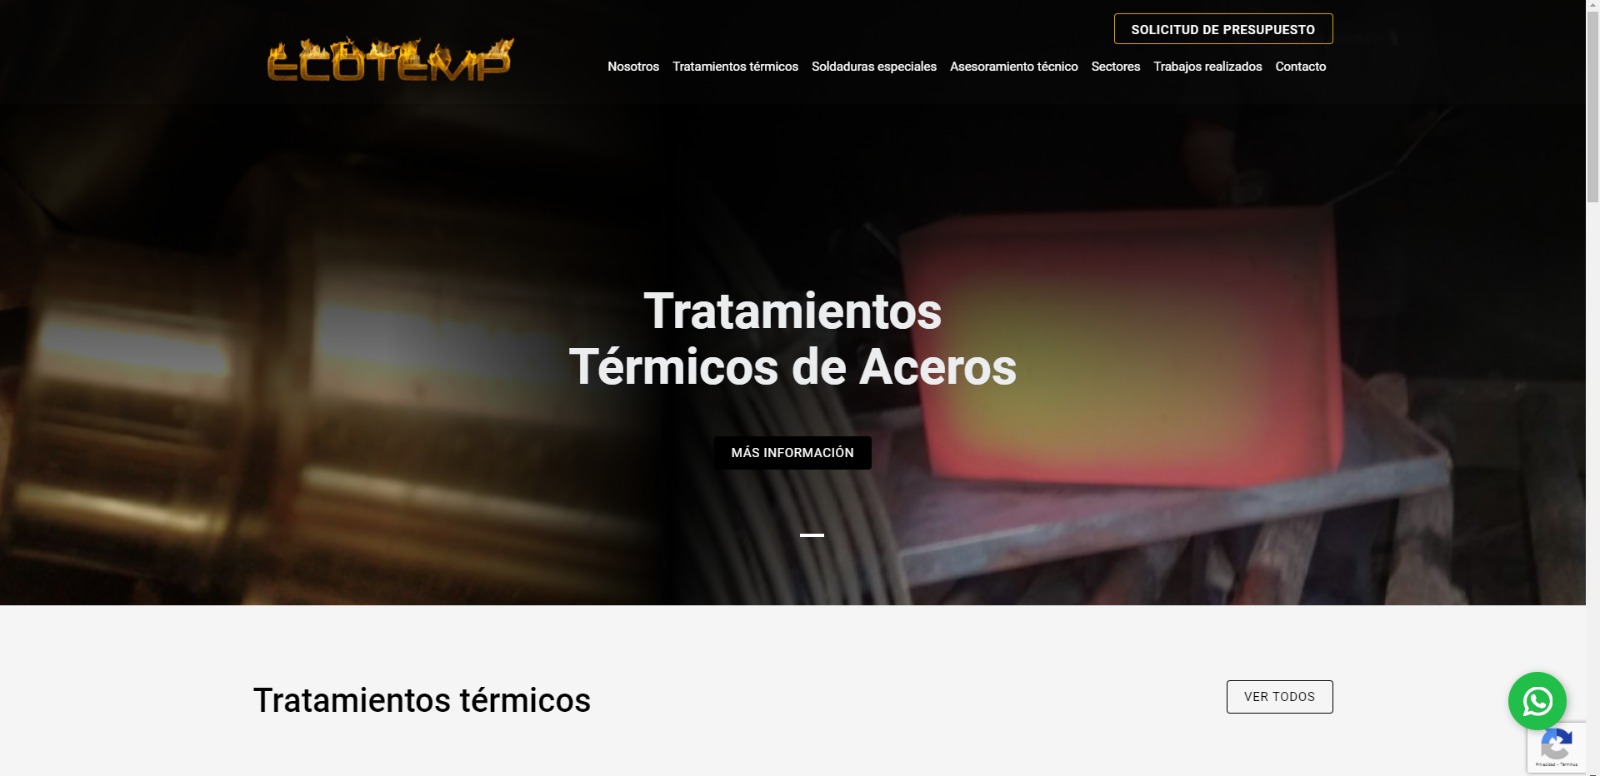 SOLICITUD DE PRESUPUESTO
ECOTEMP
Nosotros Tratamientos térmicos Soldaduras especiales Asesoramiento técnico Sectores Trabajos realizados Contacto
Tratamientos
Térmicos de Aceros
MÁS INFORMACIÓN
Tratamientos térmicos
VER TODOS
Privacidad - Términos